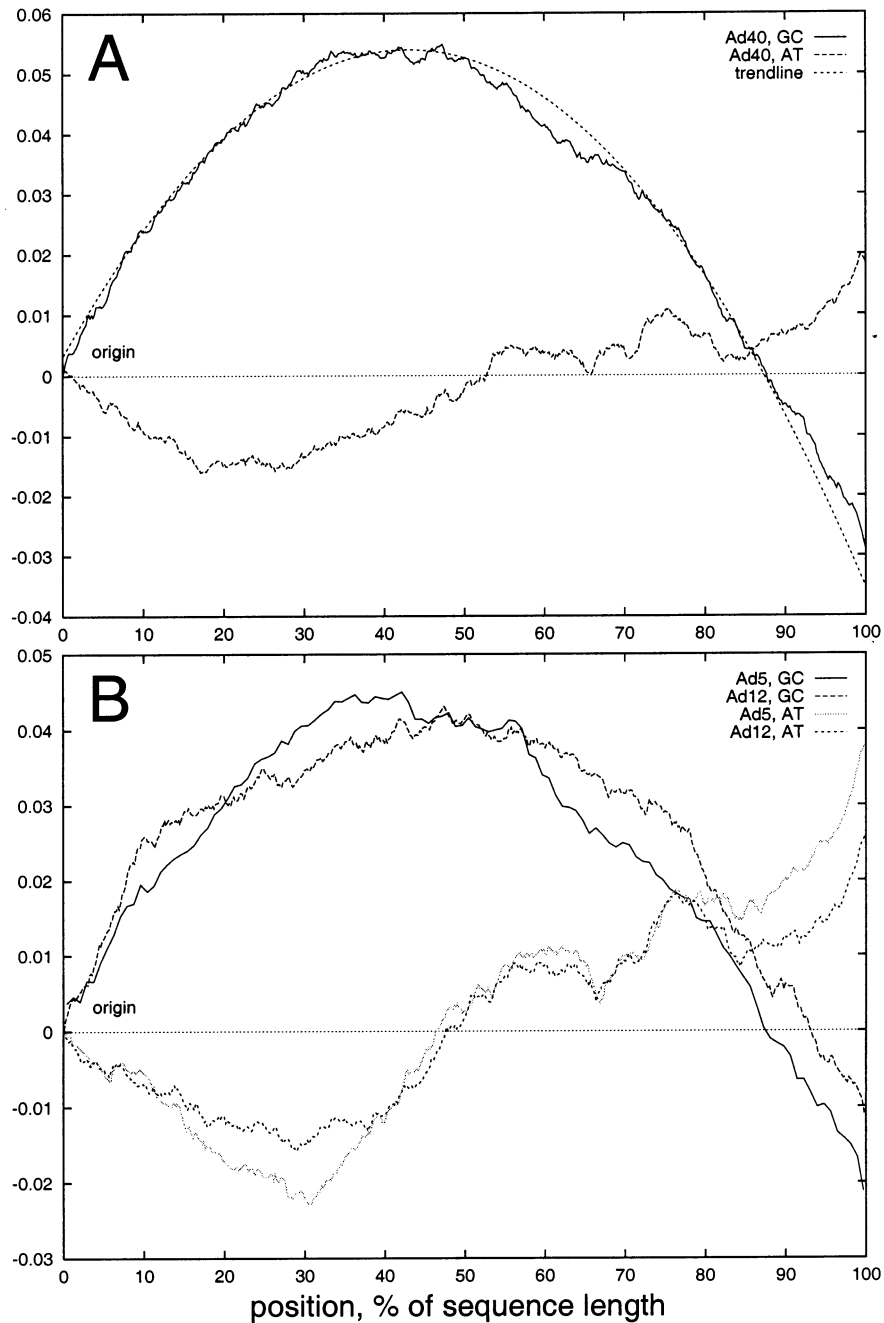 A
Ad40, GC
Ad40, AT
trendline
0.06
0.05
0.04
0.03
0.02
0.01
0
-0.01
-0.02
-0.03
-0.04
origin
0 10 20 30 40 50 60 70 80 90 100
B
Ad5, GC
Ad12, GC
Ad5, AT
Ad12, AT
0.05
0.04
0.03
0.02
0.01
0
-0.01
-0.02
-0.03
origin
0 10 20 30 40 50 60 70 80 90 100
position, % of sequence length